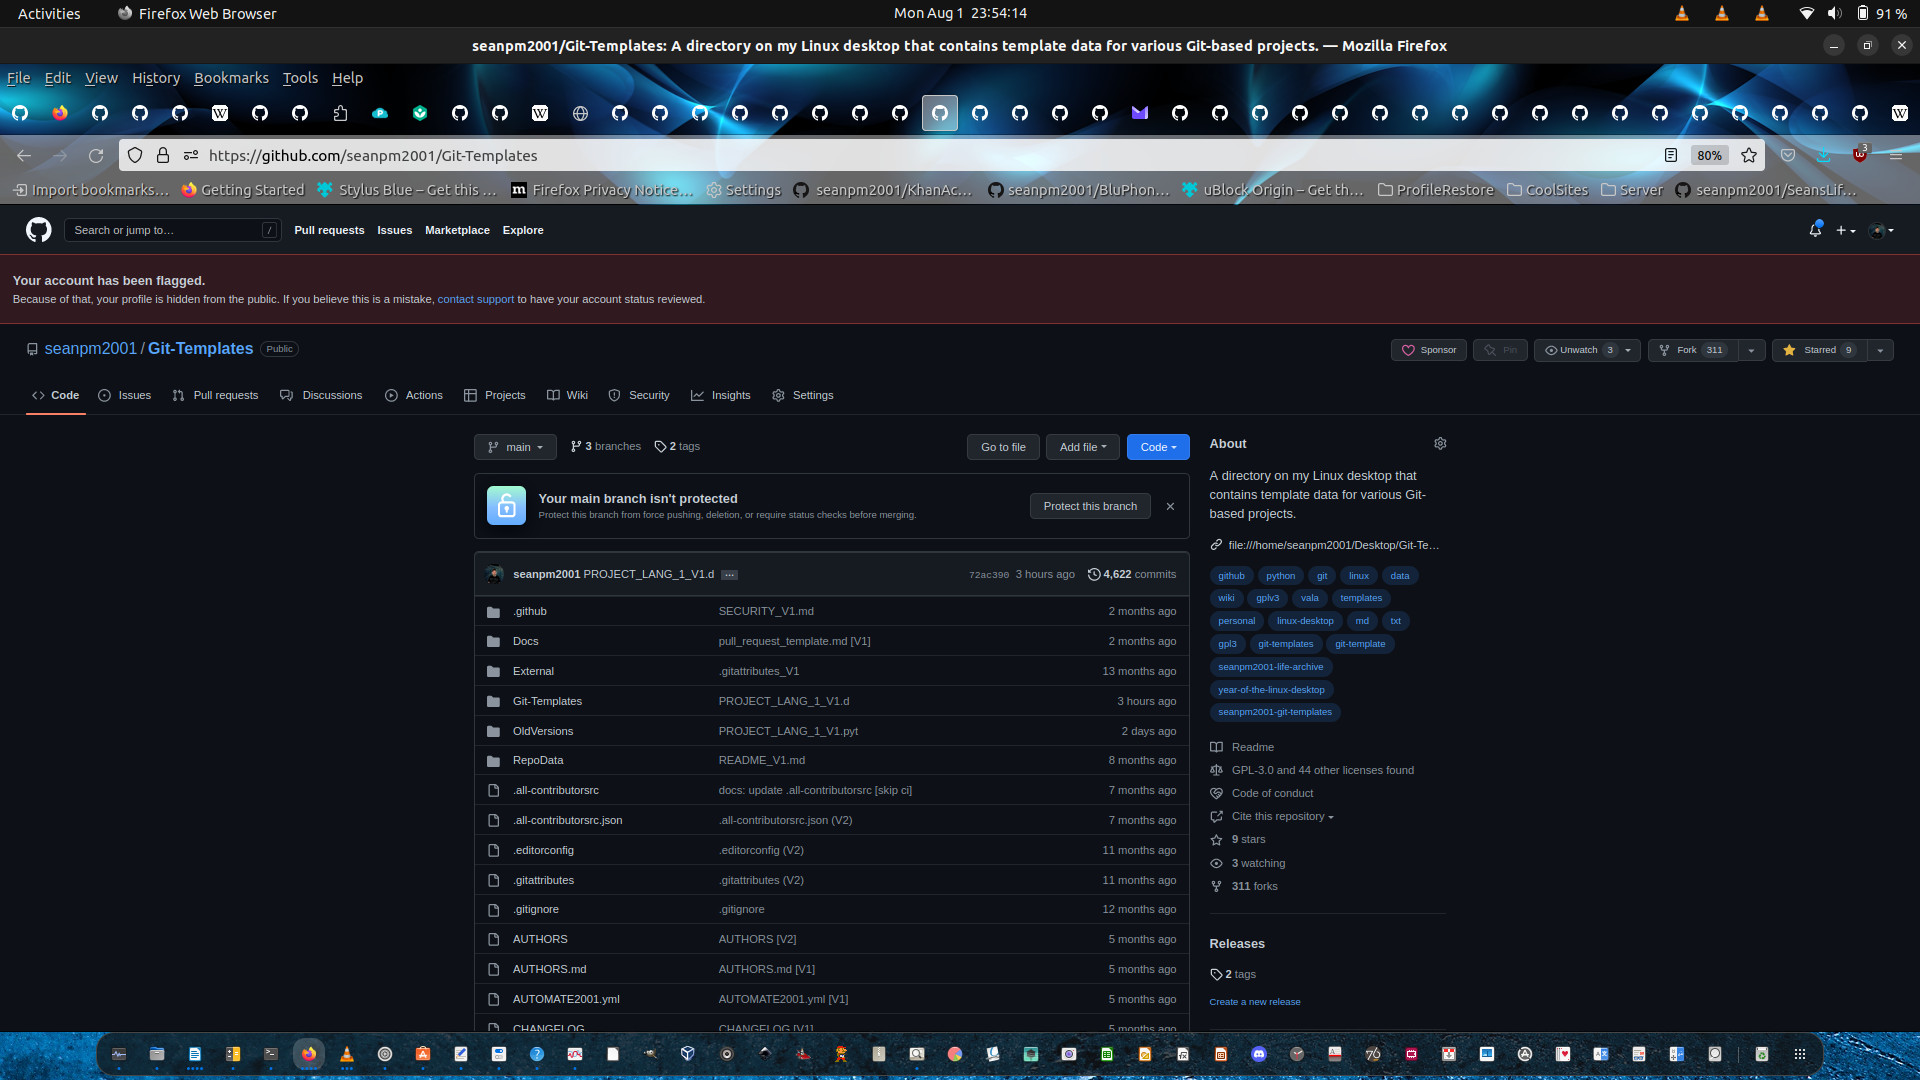 Activities Firefox Web Browser Mon Aug 1 23:54:14 91 %
seanpm2001/Git-Templates: A directory on my Linux desktop that contains template data for various Git-based projects. — Mozilla Firefox
File Edit View History Bookmarks Tools Help
https://github.com/seanpm2001/Git-Templates 80% 3
Import bookmarks… Getting Started Stylus Blue – Get this … Firefox Privacy Notice… Settings seanpm2001/KhanAc… seanpm2001/BluPhon… uBlock Origin – Get th… ProfileRestore CoolSites Server seanpm2001/SeansLif…
Search or jump to… / Pull requests Issues Marketplace Explore
Your account has been flagged.
Because of that, your profile is hidden from the public. If you believe this is a mistake, contact support to have your account status reviewed.
seanpm2001 / Git-Templates Public Sponsor Pin Unwatch 3 Fork 311 Starred 9
Code Issues Pull requests Discussions Actions Projects Wiki Security Insights Settings
main 3 branches 2 tags Go to file Add file Code
Your main branch isn't protected
Protect this branch from force pushing, deletion, or require status checks before merging.
Protect this branch
seanpm2001 PROJECT_LANG_1_V1.d … 72ac390 3 hours ago 4,622 commits
.github SECURITY_V1.md 2 months ago
Docs pull_request_template.md [V1] 2 months ago
External .gitattributes_V1 13 months ago
Git-Templates PROJECT_LANG_1_V1.d 3 hours ago
OldVersions PROJECT_LANG_1_V1.pyt 2 days ago
RepoData README_V1.md 8 months ago
.all-contributorsrc docs: update .all-contributorsrc [skip ci] 7 months ago
.all-contributorsrc.json .all-contributorsrc.json (V2) 7 months ago
.editorconfig .editorconfig (V2) 11 months ago
.gitattributes .gitattributes (V2) 11 months ago
.gitignore .gitignore 12 months ago
AUTHORS AUTHORS [V2] 5 months ago
AUTHORS.md AUTHORS.md [V1] 5 months ago
AUTOMATE2001.yml AUTOMATE2001.yml [V1] 5 months ago
CHANGELOG CHANGELOG [V1] 5 months ago
About
A directory on my Linux desktop that
contains template data for various Git-
based projects.
file:///home/seanpm2001/Desktop/Git-Te…
github python git linux data
wiki gplv3 vala templates
personal linux-desktop md txt
gpl3 git-templates git-template
seanpm2001-life-archive
year-of-the-linux-desktop
seanpm2001-git-templates
Readme
GPL-3.0 and 44 other licenses found
Code of conduct
Cite this repository
9 stars
3 watching
311 forks
Releases
2 tags
Create a new release